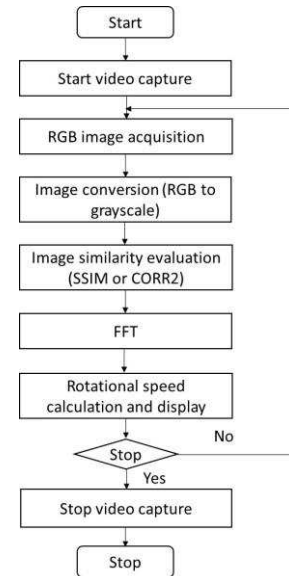 Start
Start video capture
RGB image acquisition
Image conversion (RGB to
grayscale)
Image similarity evaluation
(SSIM or CORR2)
FFT
Rotational speed
calculation and display
No
Stop
Yes
Stop video capture
Stop